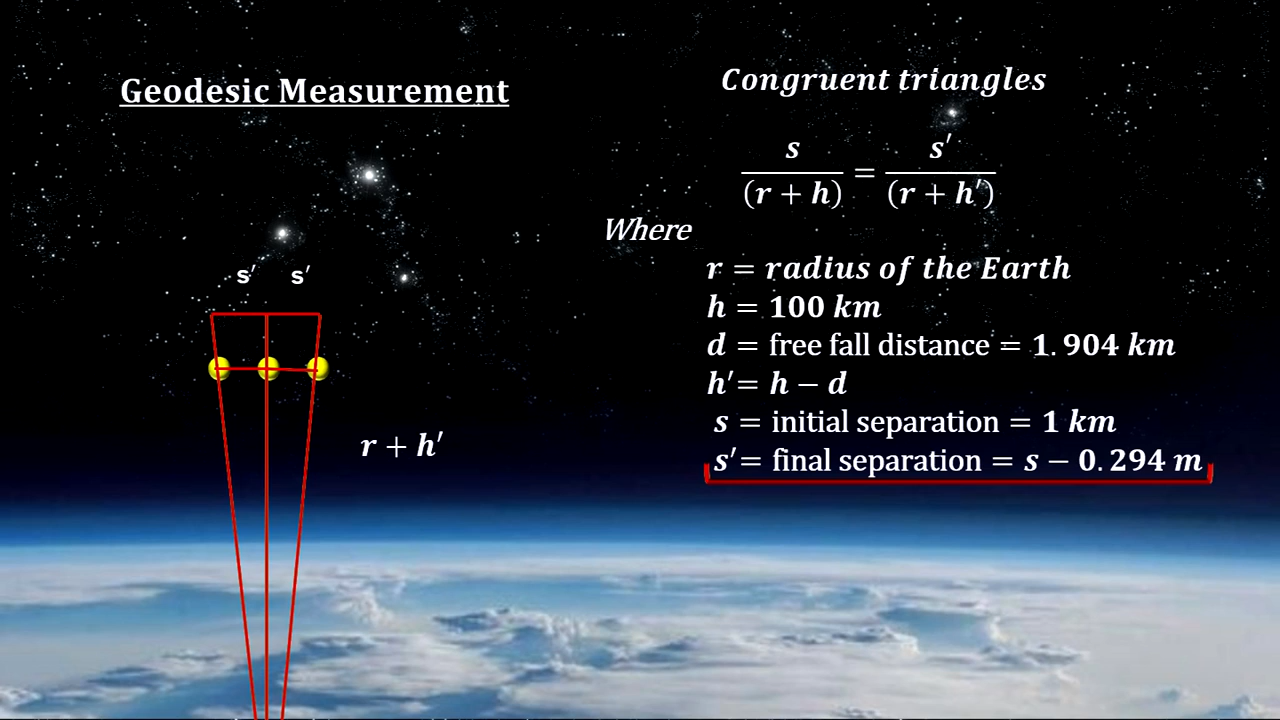 Geodesic Measurement
Congruent triangles
s/(r + h) = s′/(r + h′)
Where
r = radius of the Earth
h = 100 km
d = free fall distance = 1.904 km
h′= h − d
s = initial separation = 1 km
s′= final separation = s − 0.294 m
s′ s′
r + h′